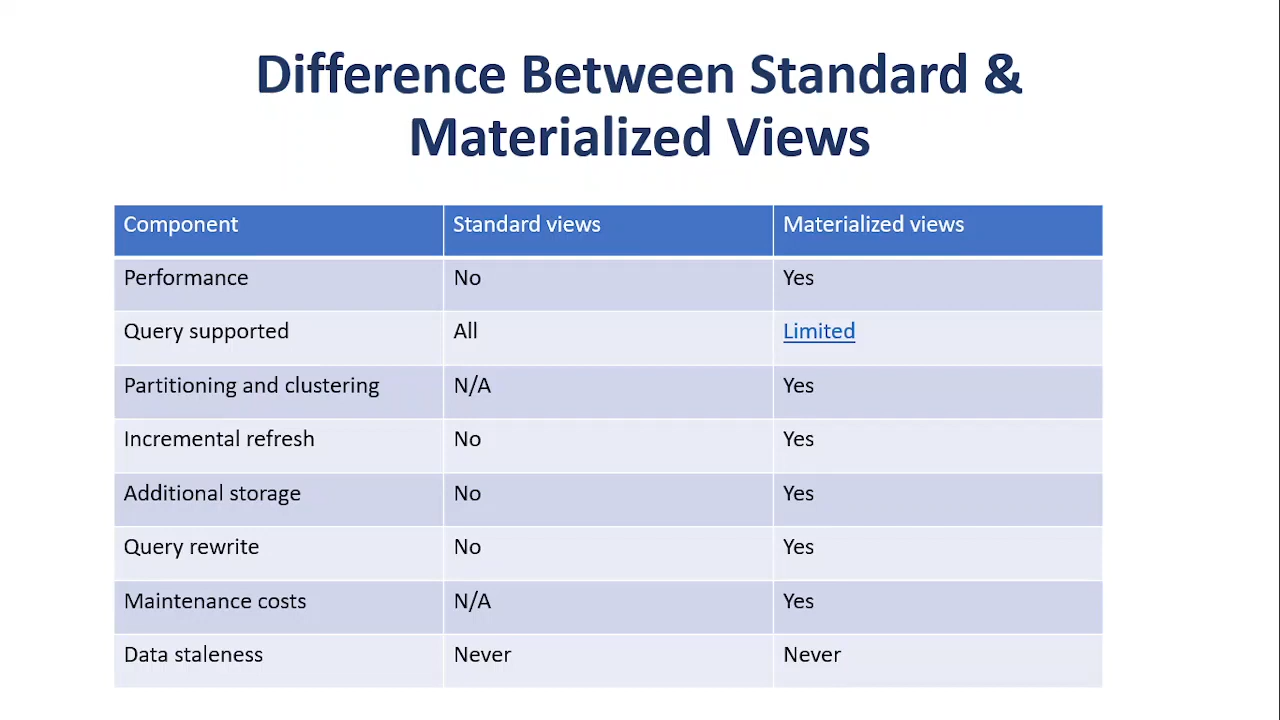 Difference Between Standard &
Materialized Views
Component Standard views Materialized views
Performance No Yes
Query supported All Limited
Partitioning and clustering N/A Yes
Incremental refresh No Yes
Additional storage No Yes
Query rewrite No Yes
Maintenance costs N/A Yes
Data staleness Never Never